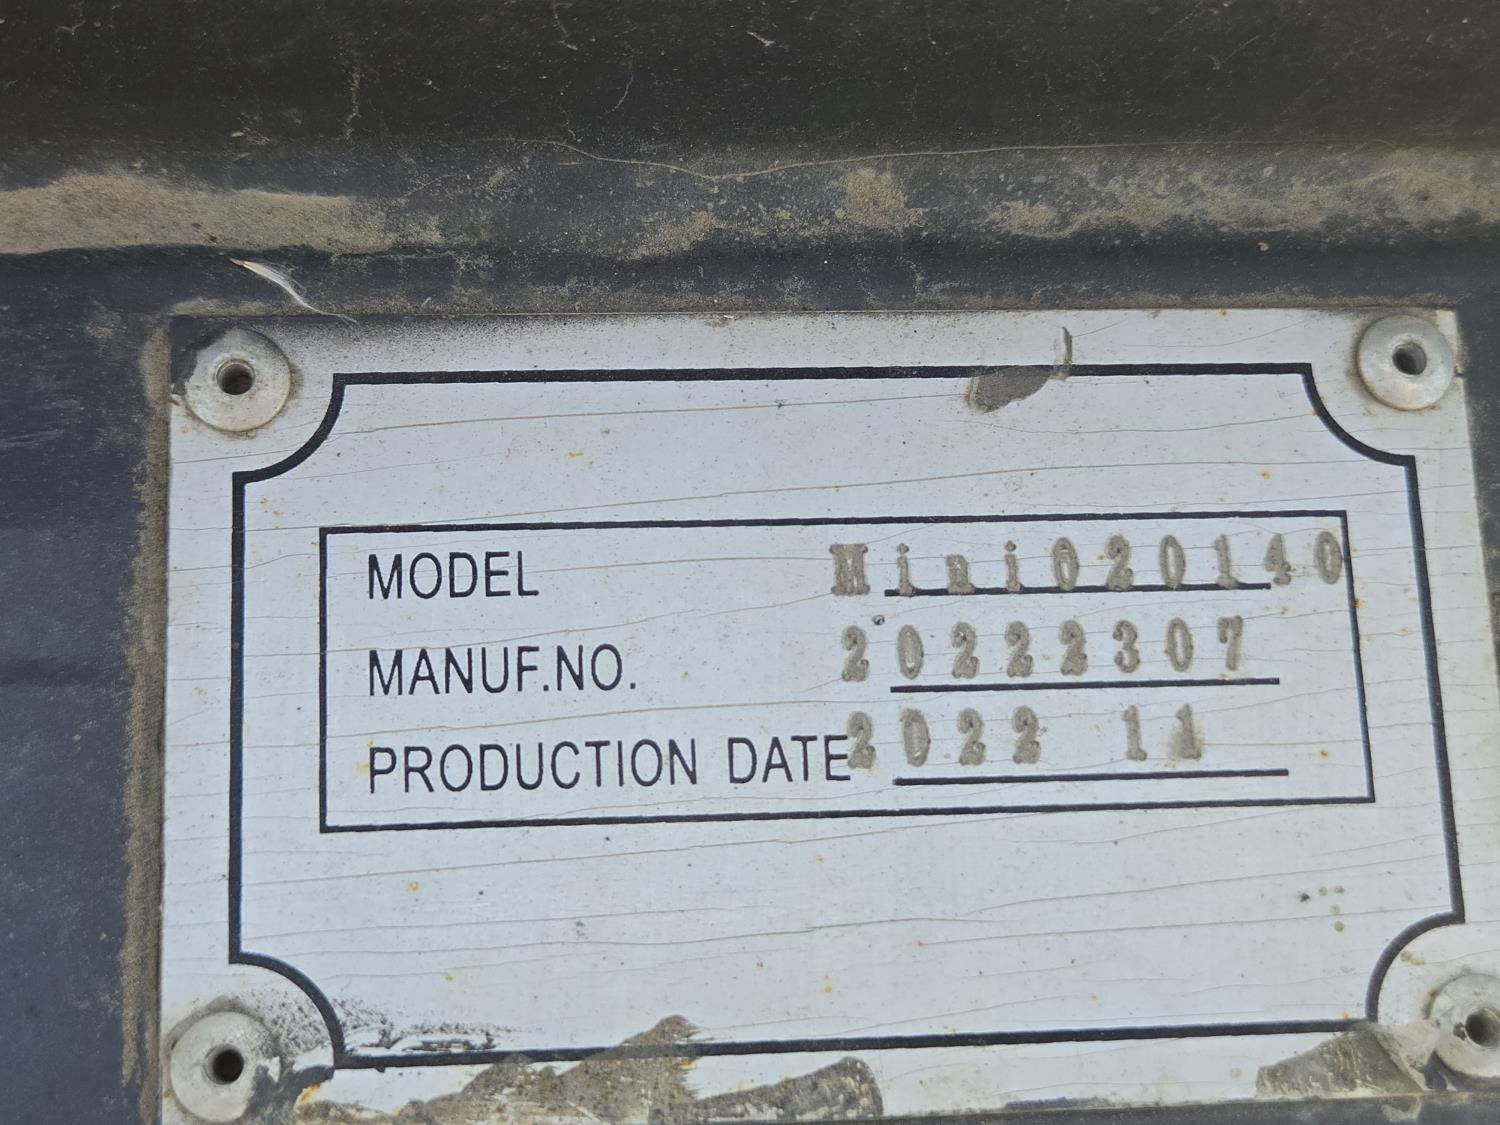 MODEL Mini020140
MANUF.NO. 20222307
PRODUCTION DATE 2022 11